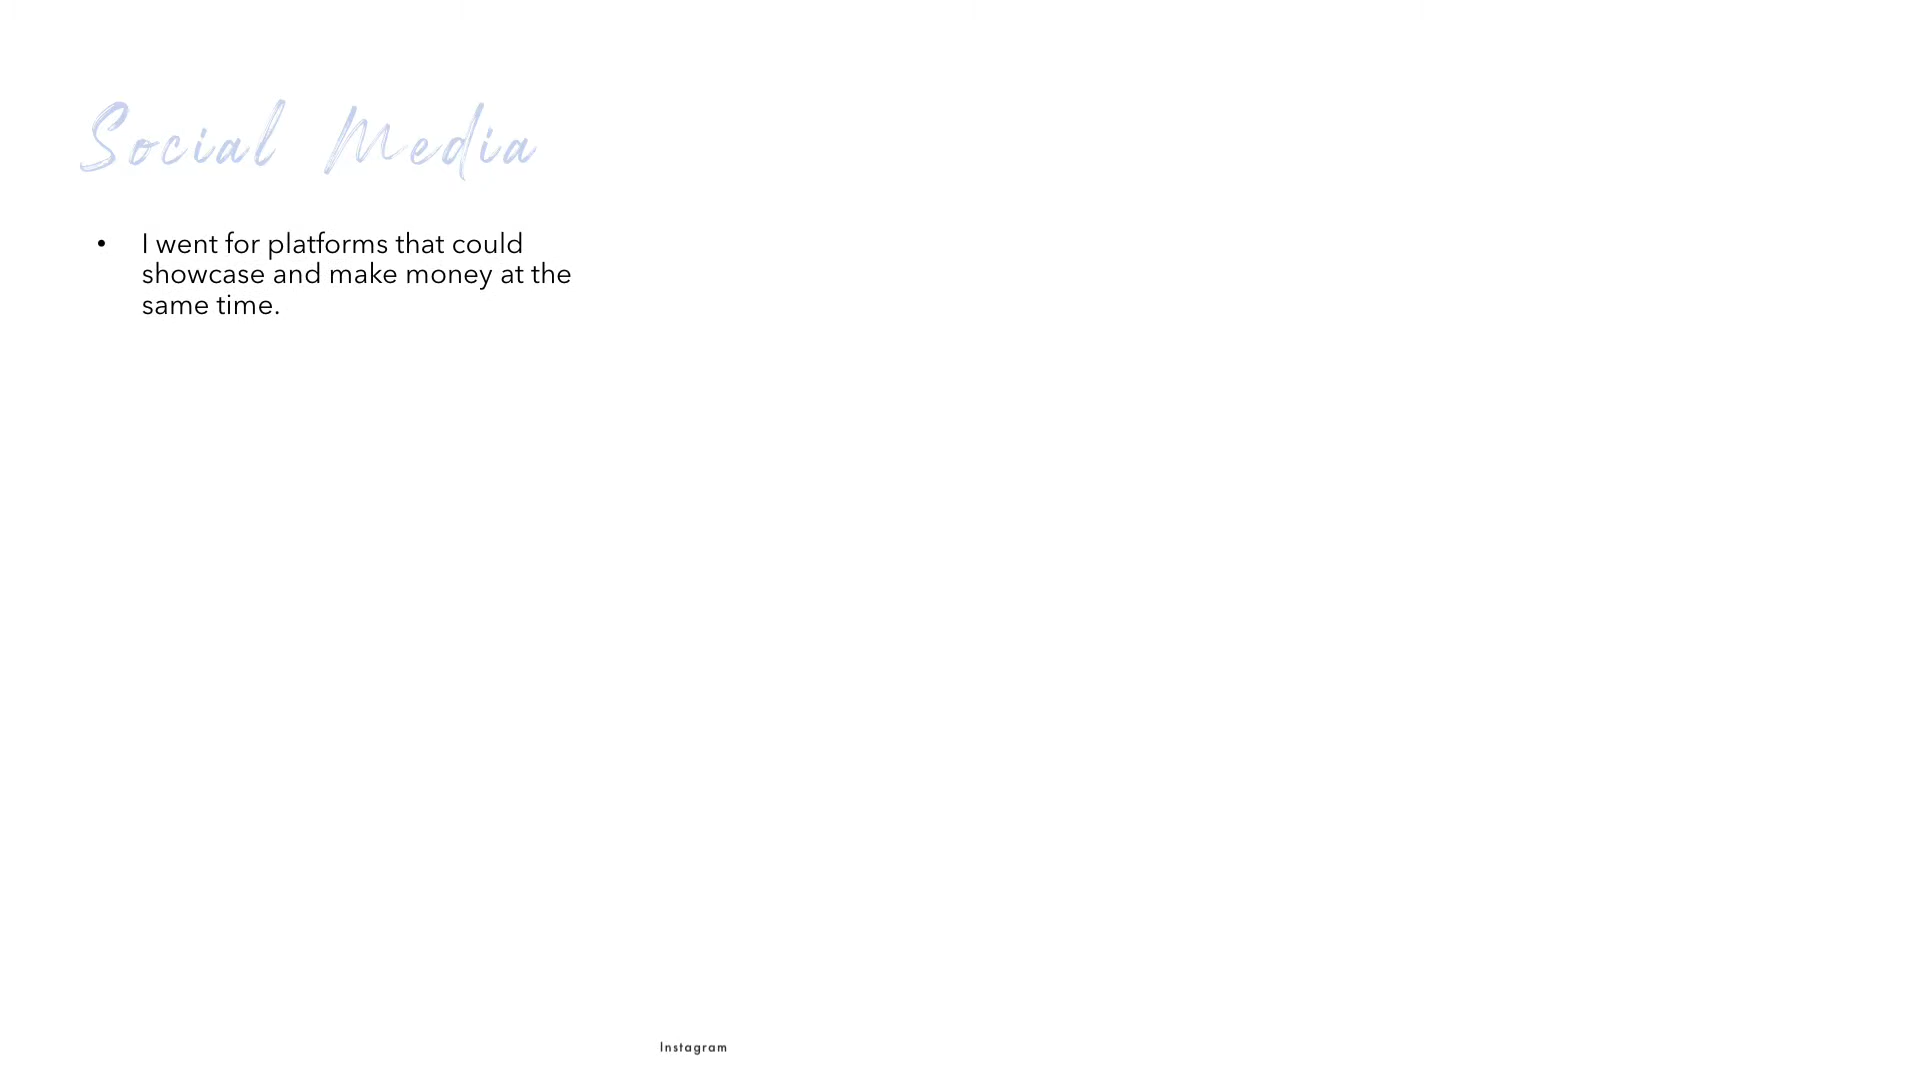 Social Media
• I went for platforms that could
showcase and make money at the
same time.
Instagram